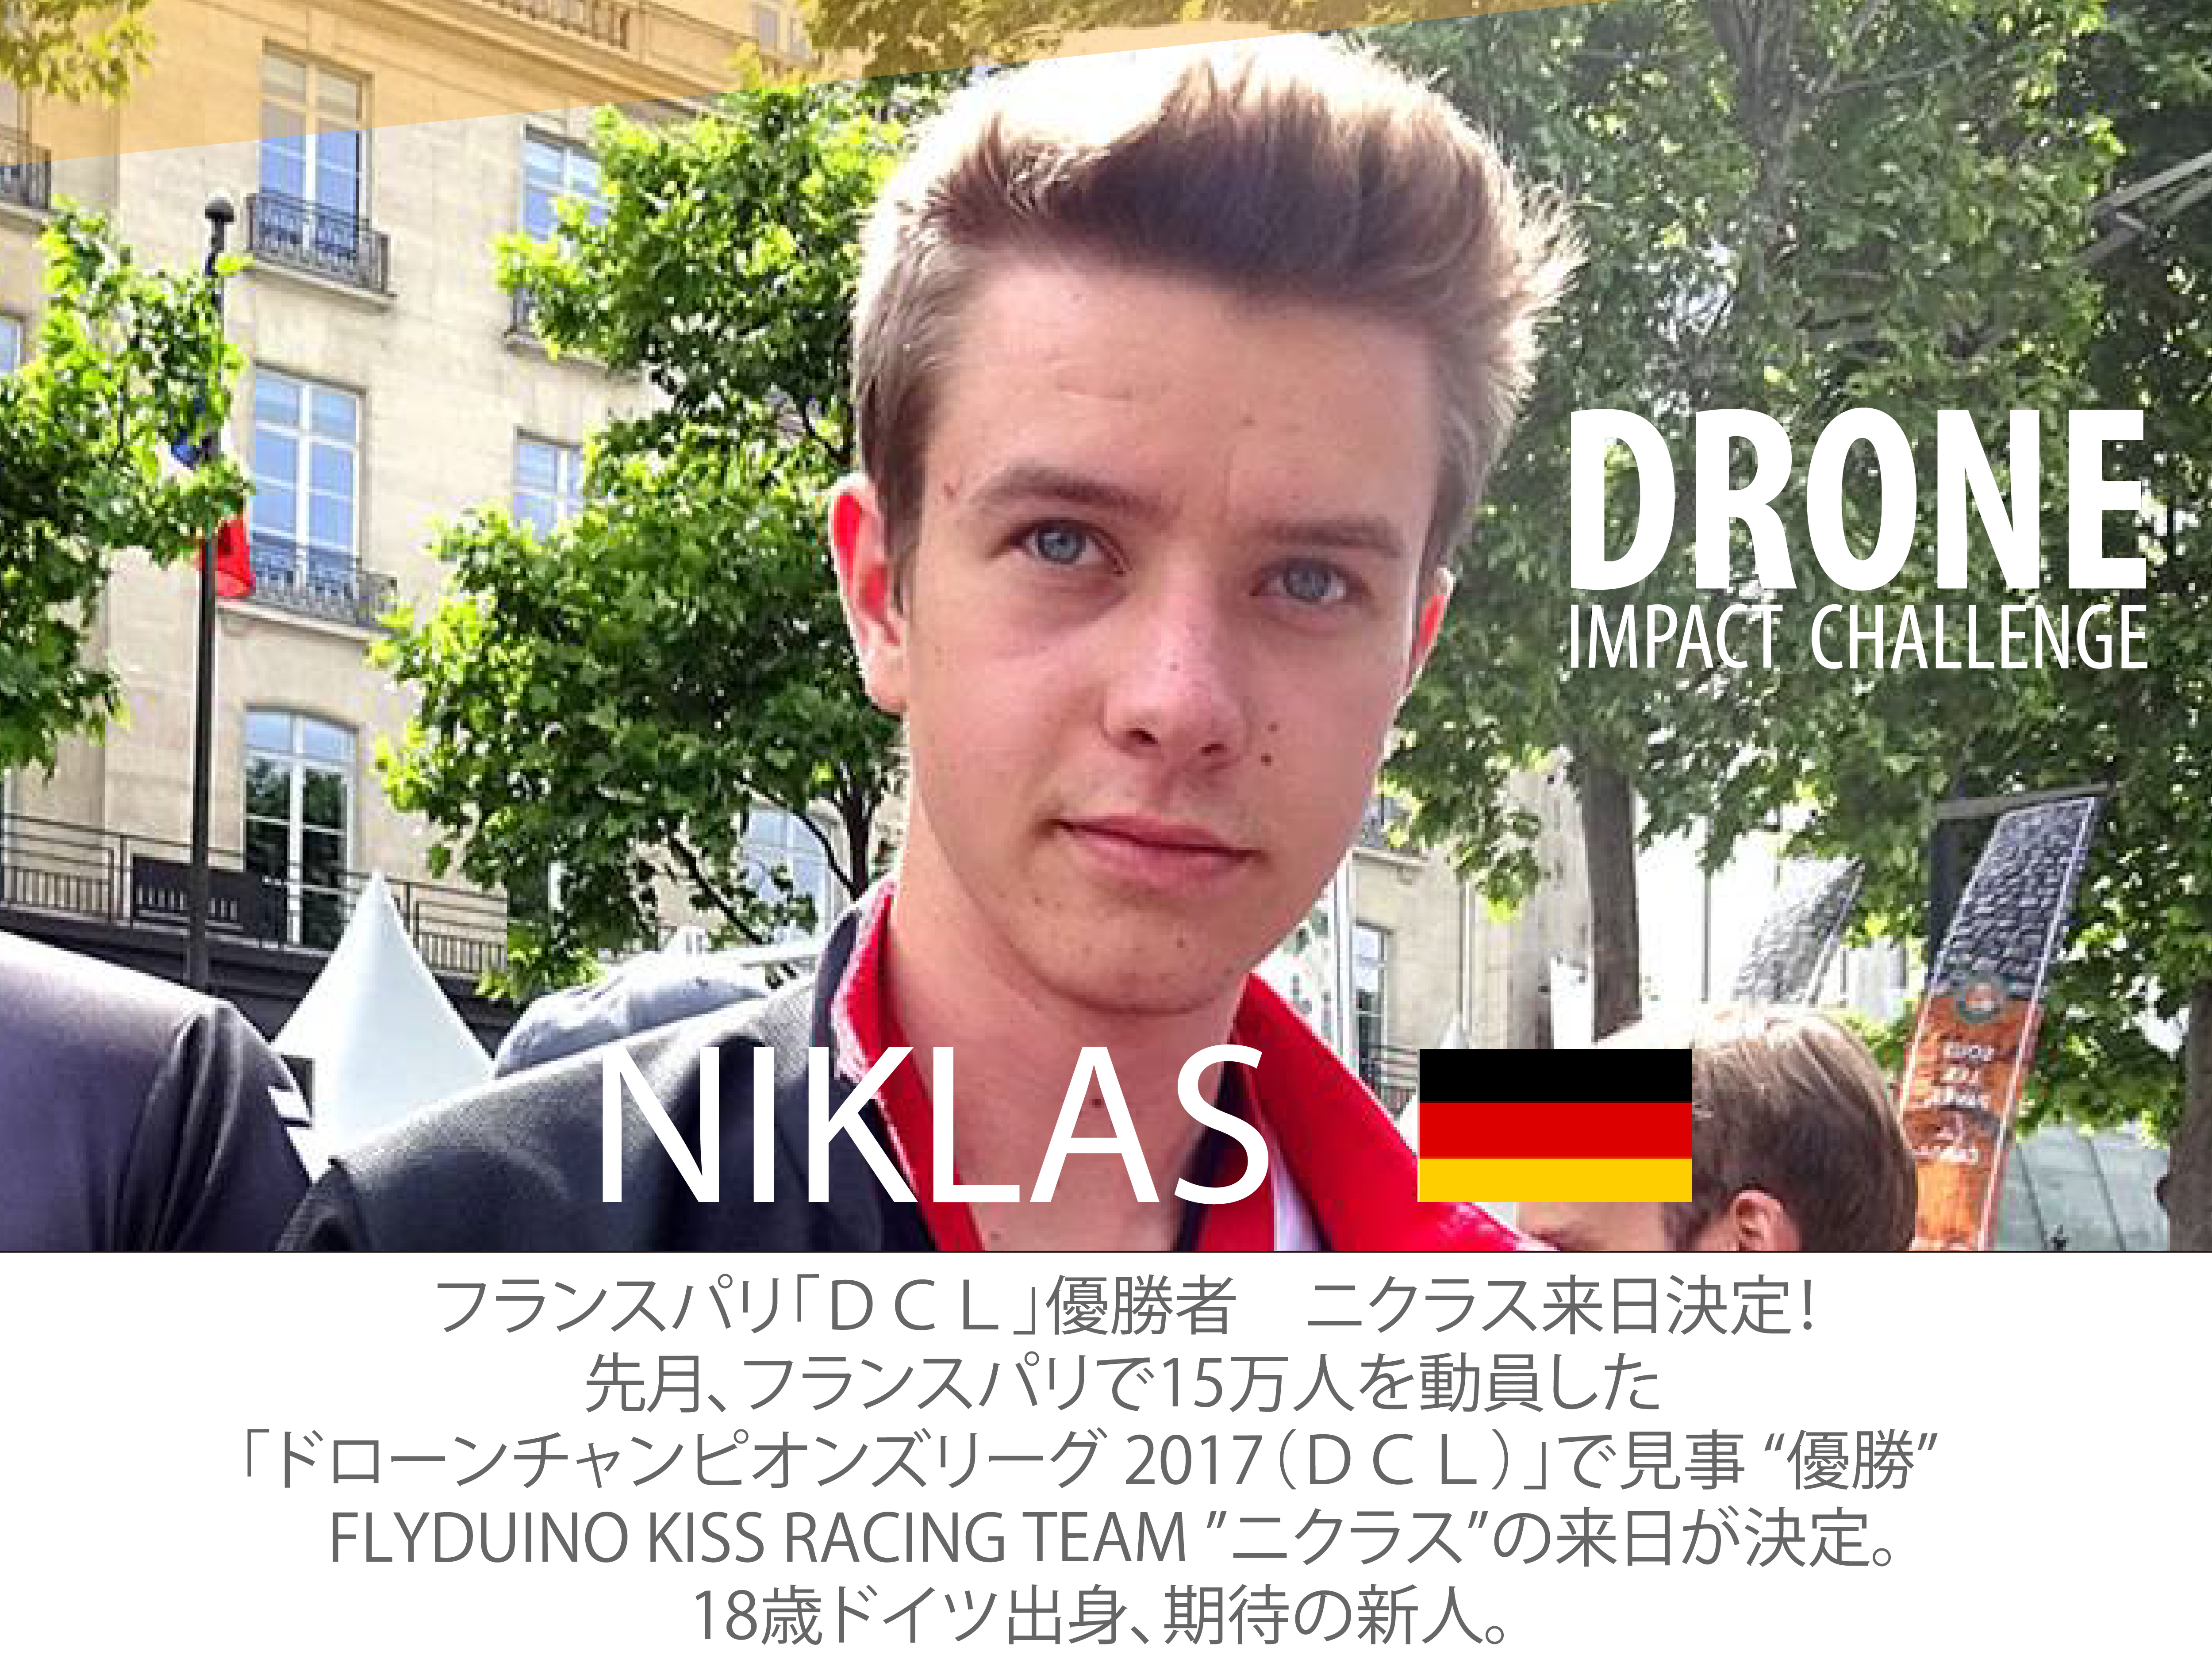 DRONE
IMPACT CHALLENGE
NIKLAS
フランスパリ「ＤＣＬ」優勝者　ニクラス来日決定！
先月、フランスパリで15万人を動員した
「ドローンチャンピオンズリーグ 2017（ＤＣＬ）」で見事 “優勝”
FLYDUINO KISS RACING TEAM ”ニクラス”の来日が決定。
18歳ドイツ出身、期待の新人。